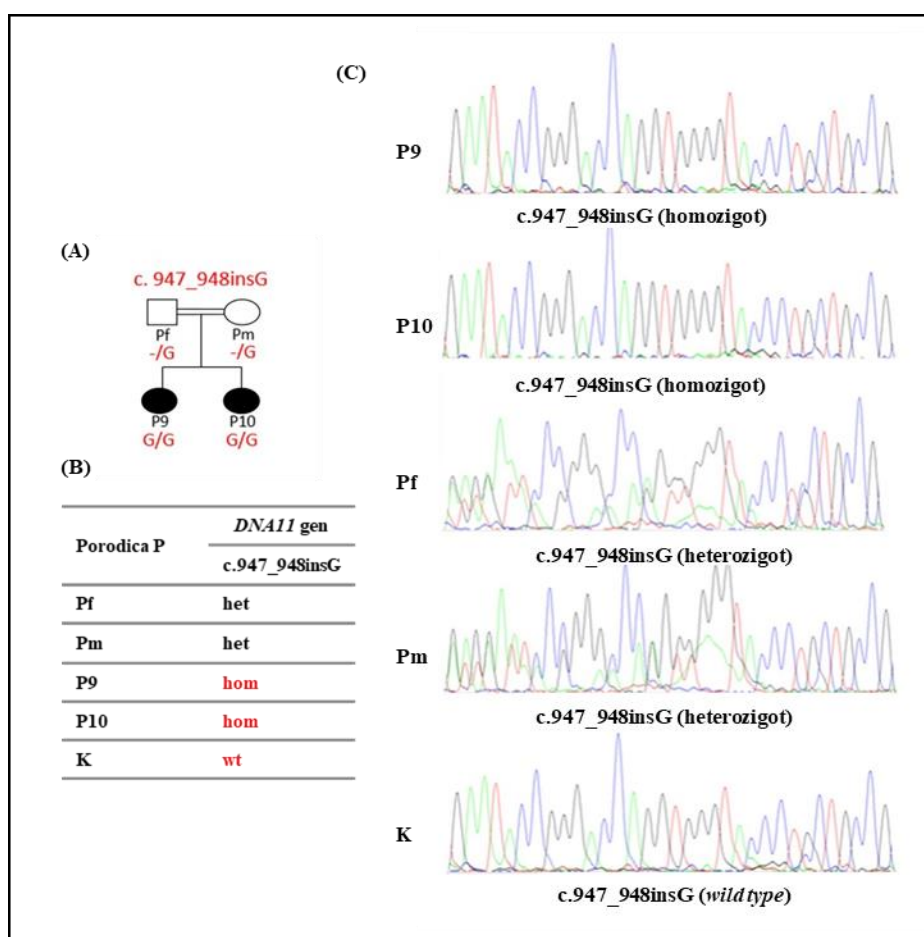 (C)
P9
c.947_948insG (homozigot)
(A)
c. 947_948insG
Pf
Pm
-/G
-/G
P9
P10
G/G
G/G
P10
c.947_948insG (homozigot)
(B)
Porodica P
DNA11 gen
c.947_948insG
Pf
het
Pm
het
P9
hom
P10
hom
K
wt
Pf
c.947_948insG (heterozigot)
Pm
c.947_948insG (heterozigot)
K
c.947_948insG (wild type)